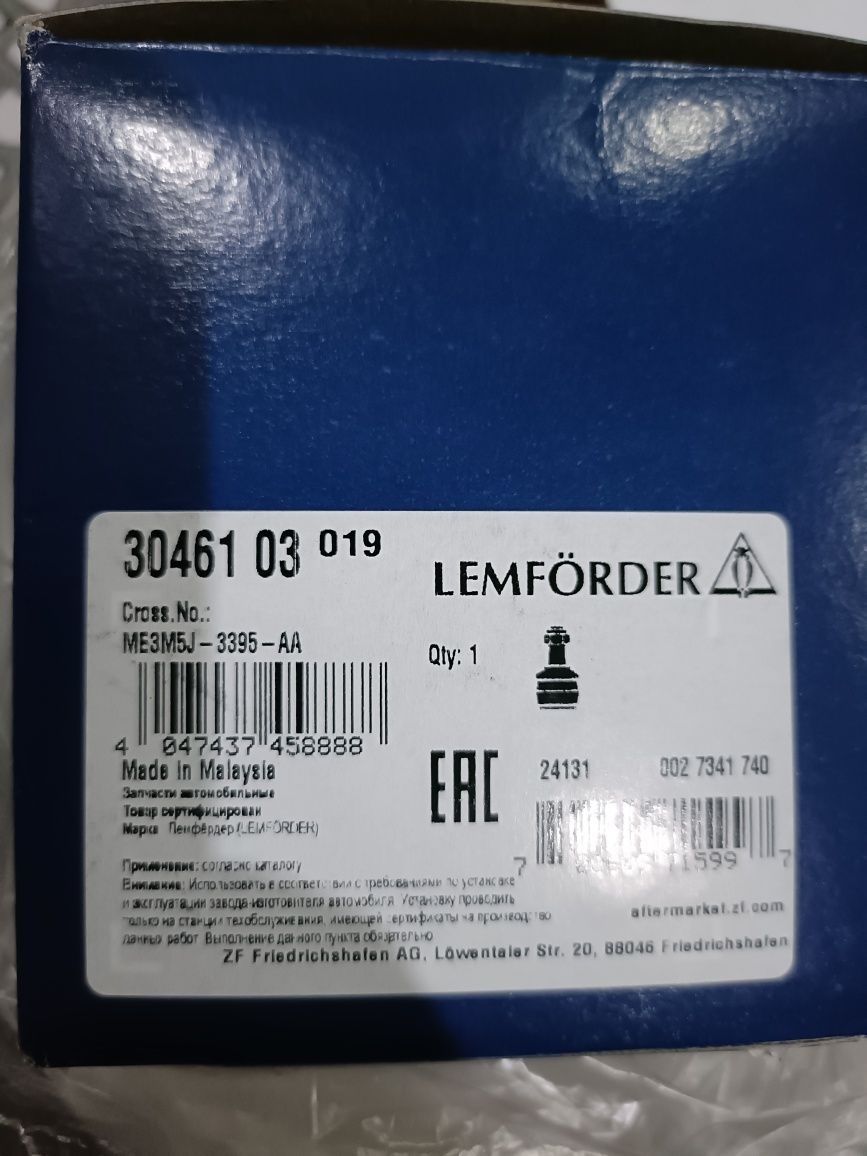 30461 03 019
LEMFÖRDER
Cross.No.:
ME3M5J-3395-AA
Qty: 1
4 047437 458888
Made in Malaysia
EAC
24131 002 7341 740
Запчасти автомобильные
Товар сертифицирован
Марка Лемфёрдер (LEMFÖRDER)
Применение: согласно каталогу
7 71599 7
Внимание: Использовать в соответствии с требованиями по установке
и эксплуатации завода-изготовителя автомобиля. Установку проводить
только на станции техобслуживания, имеющей сертификаты на производство
данных работ. Выполнение данного пункта обязательно
aftermarket.zf.com
ZF Friedrichshafen AG, Löwentaler Str. 20, 88046 Friedrichshafen